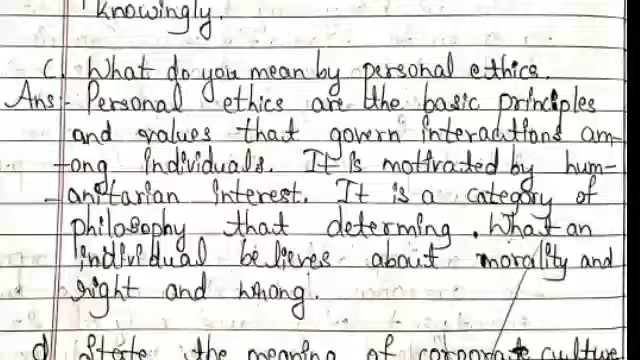 knowingly.
c. What do you mean by personal ethics.
Ans:- Personal ethics are the basic principles
and values that govern interactions am-
-ong individuals. It is motivated by hum-
-anitarian interest. It is a category of
philosophy that determing. What an
individual believes about morality and
right and wrong.
d. State the meaning of corporate culture